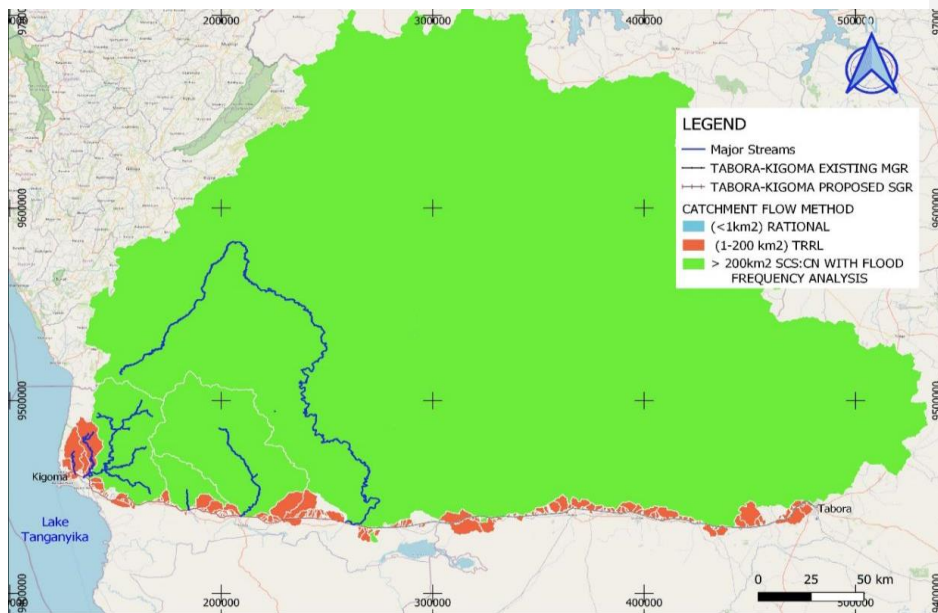 200000
300000
400000
500000
LEGEND
Major Streams
TABORA-KIGOMA EXISTING MGR
TABORA-KIGOMA PROPOSED SGR
CATCHMENT FLOW METHOD
(<1km2) RATIONAL
(1-200 km2) TRRL
> 200km2 SCS:CN WITH FLOOD
FREQUENCY ANALYSIS
9600000
9600000
9500000
9500000
Kigoma
Tabora
Lake
Tanganyika
0 25 50 km
200000
300000
400000
500000